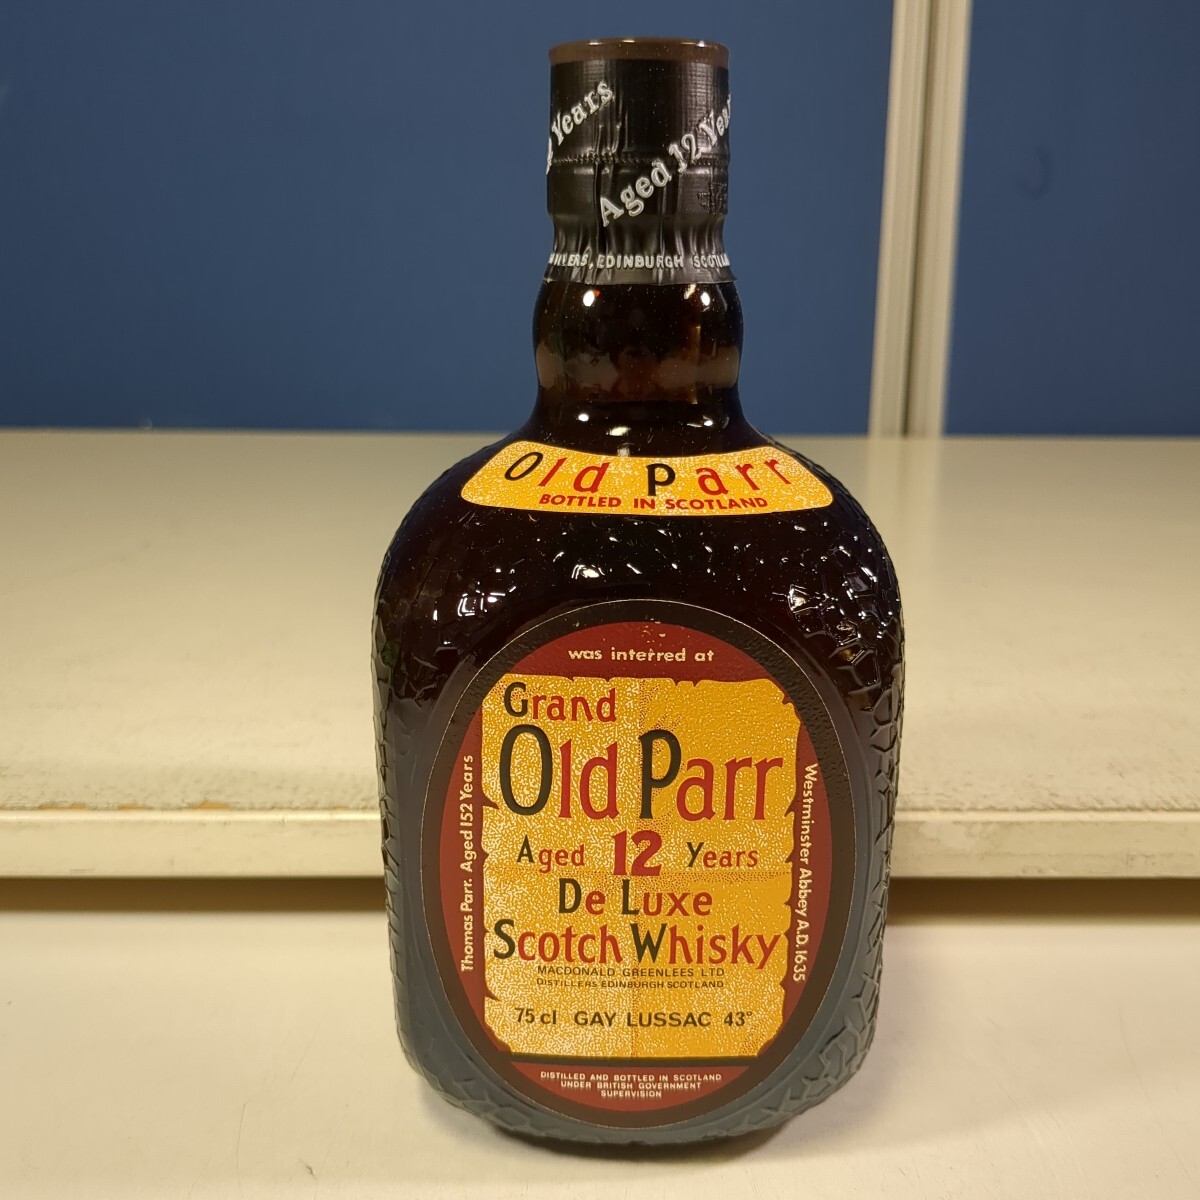 Years
Aged 12 Years
EDINBURGH
Old Parr
BOTTLED IN SCOTLAND
was interred at
Thomas Parr. Aged 152 Years
Westminster Abbey A.D. 1635
Grand
Old Parr
Aged 12 Years
De Luxe
Scotch Whisky
MACDONALD GREENLEES LTD
DISTILLERS EDINBURGH SCOTLAND
75 cl GAY LUSSAC 43°
DISTILLED AND BOTTLED IN SCOTLAND
UNDER BRITISH GOVERNMENT
SUPERVISION